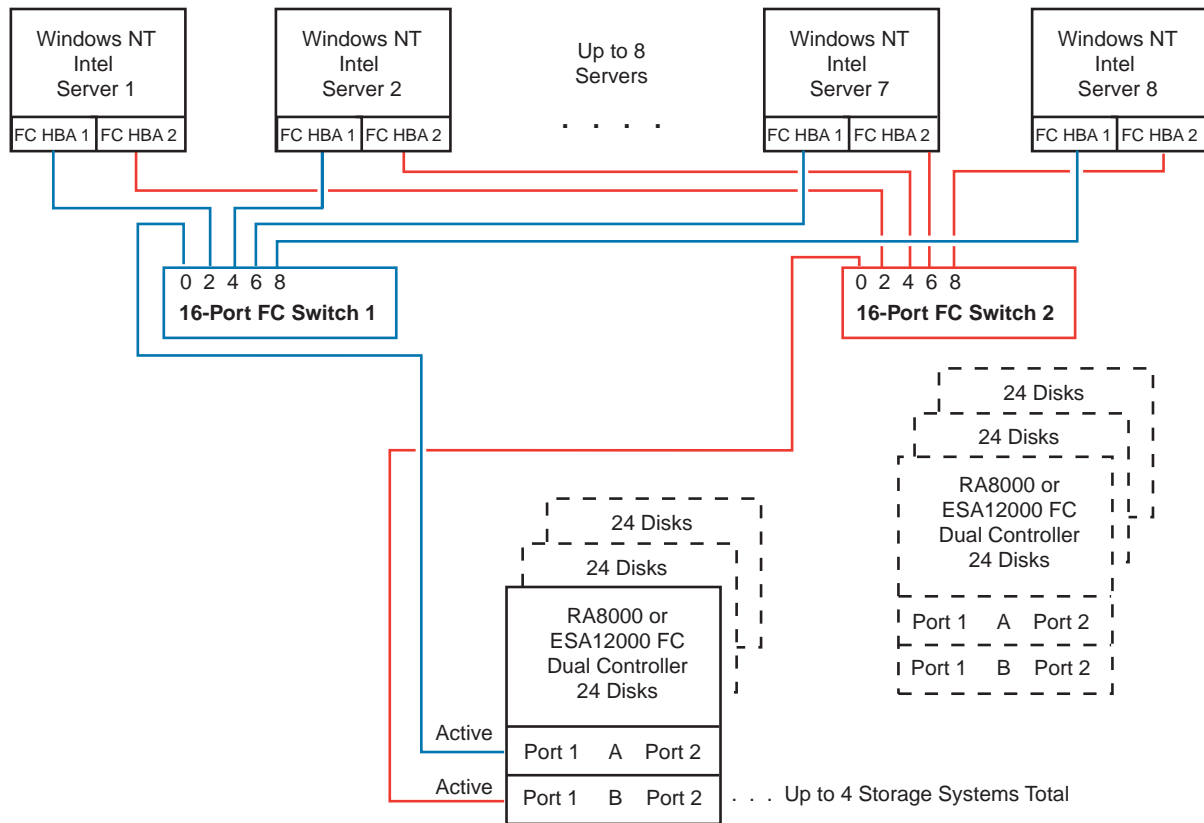 Windows NT
Intel
Server 1
FC HBA 1 FC HBA 2
Windows NT
Intel
Server 2
FC HBA 1 FC HBA 2
Up to 8
Servers
. . . .
Windows NT
Intel
Server 7
FC HBA 1 FC HBA 2
Windows NT
Intel
Server 8
FC HBA 1 FC HBA 2
0 2 4 6 8
16-Port FC Switch 1
0 2 4 6 8
16-Port FC Switch 2
24 Disks
24 Disks
RA8000 or
ESA12000 FC
Dual Controller
24 Disks
Port 1 A Port 2
Port 1 B Port 2
24 Disks
24 Disks
RA8000 or
ESA12000 FC
Dual Controller
24 Disks
Active
Port 1 A Port 2
Active
Port 1 B Port 2
. . . Up to 4 Storage Systems Total